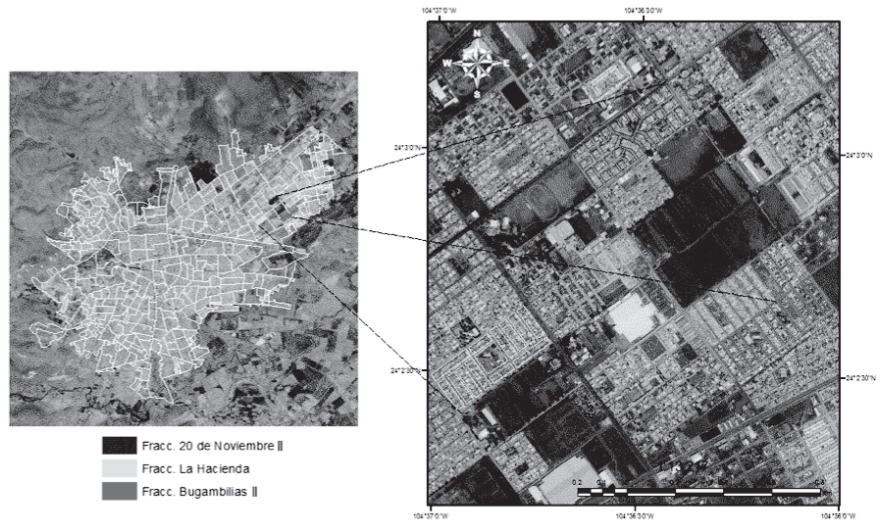 104°37'0"W 104°36'30"W
N
W E
S
24°3'0"N 24°3'0"N
24°2'30"N 24°2'30"N
Fracc. 20 de Noviembre II
Fracc. La Hacienda
Fracc. Bugambilias II
0.2
104°37'0"W 104°36'30"W 104°36'0"W